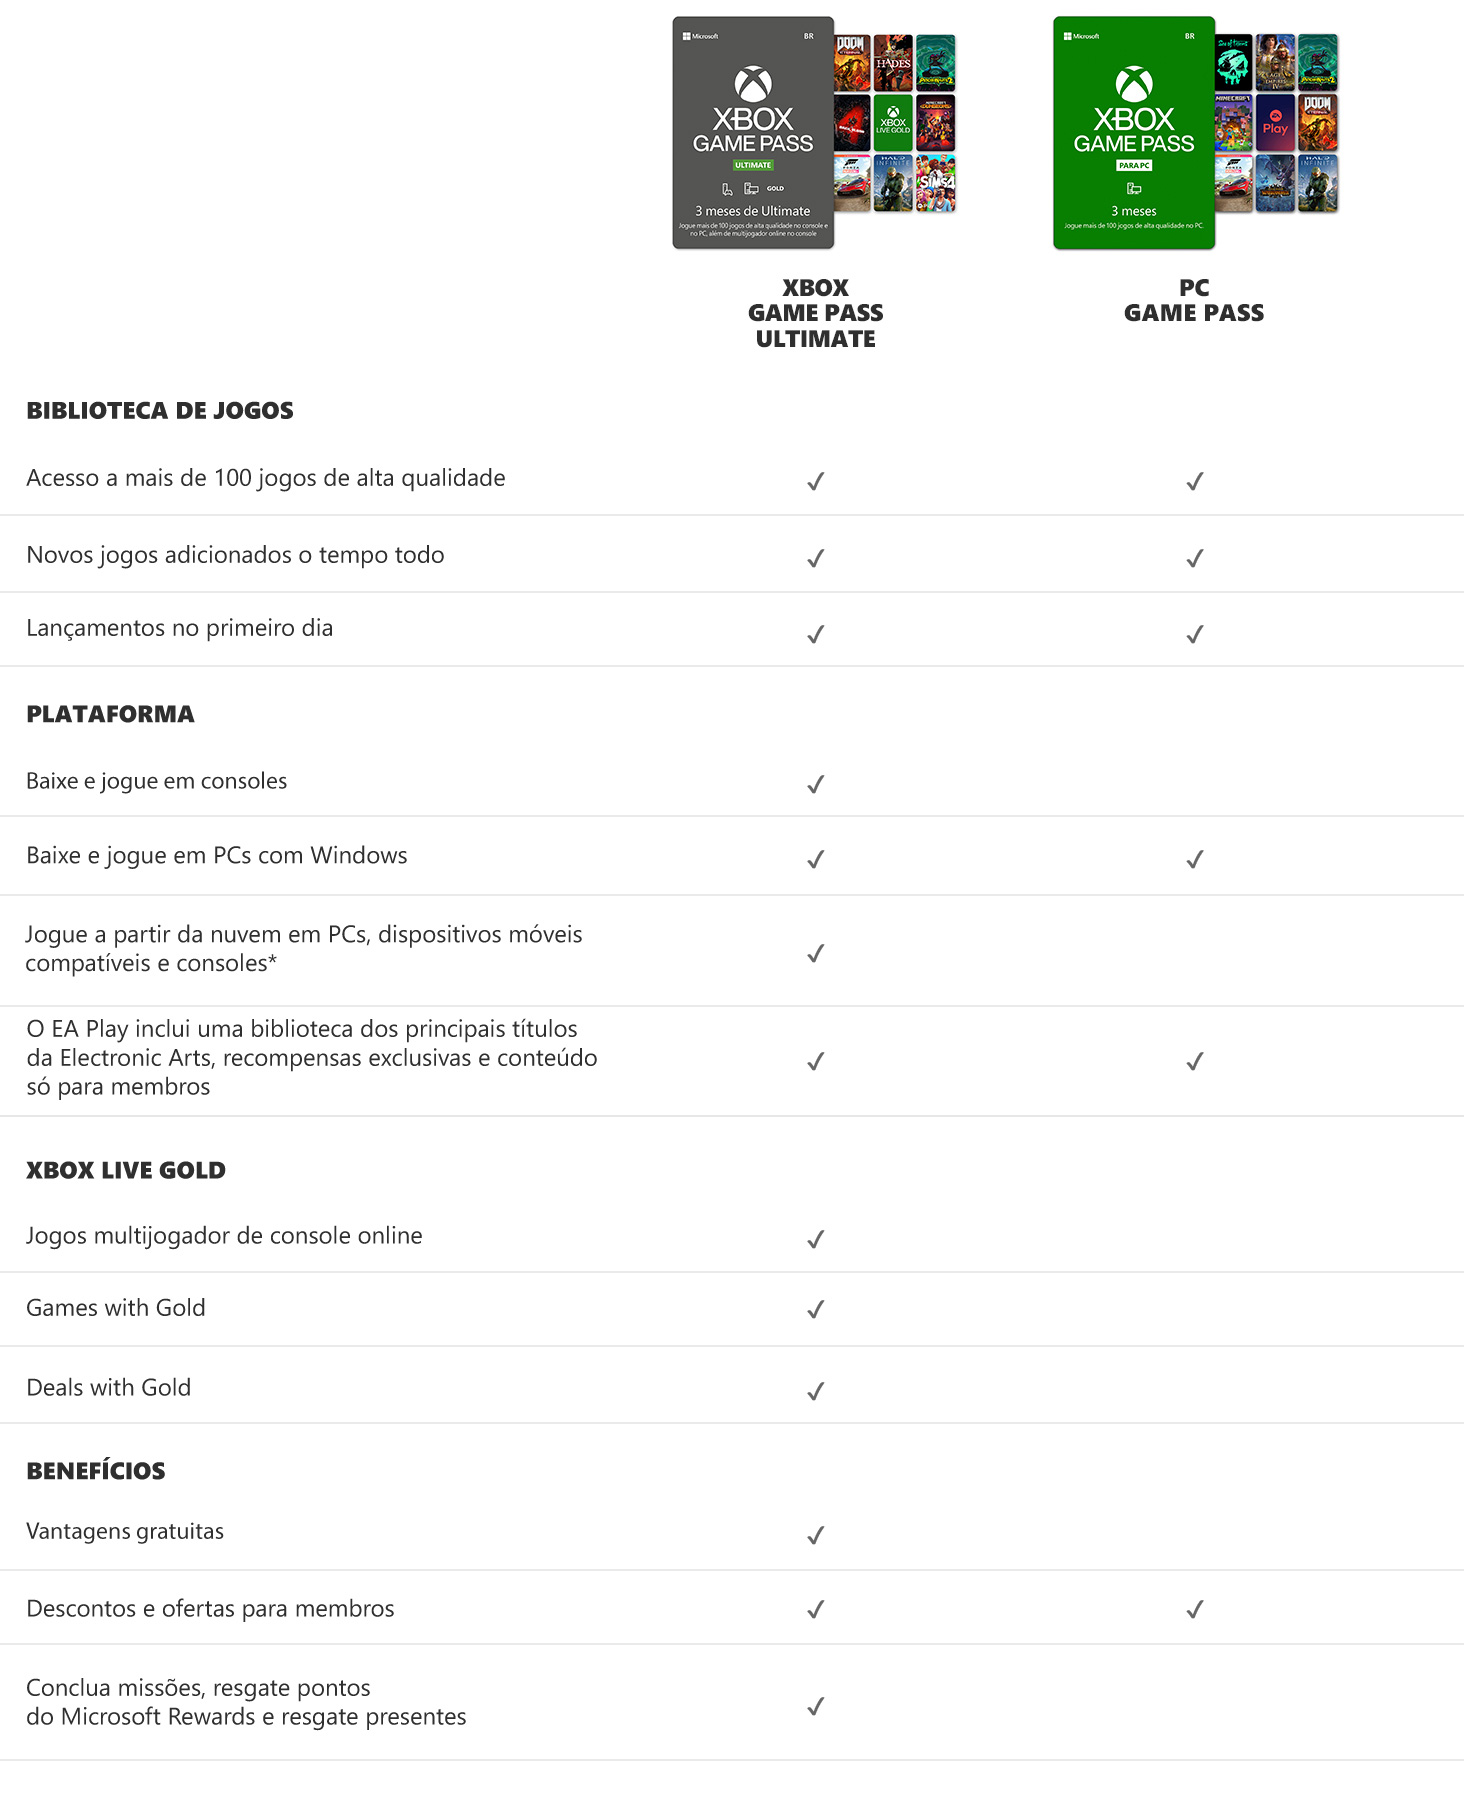 Microsoft BR
XBOX
GAME PASS
ULTIMATE
GOLD
3 meses de Ultimate
Jogue mais de 100 jogos de alta qualidade no console e
no PC, além de multijogador online no console
DOOM
HADES
XBOX
LIVE GOLD
HALO
INFINITE
SIMS4
Microsoft BR
XBOX
GAME PASS
PARA PC
3 meses
Jogue mais de 100 jogos de alta qualidade no PC.
Sea of Thieves
AGE
EMPIRES
IV
MINECRAFT
EA
Play
DOOM
HALO
INFINITE
XBOX
GAME PASS
ULTIMATE
PC
GAME PASS
BIBLIOTECA DE JOGOS
Acesso a mais de 100 jogos de alta qualidade
Novos jogos adicionados o tempo todo
Lançamentos no primeiro dia
PLATAFORMA
Baixe e jogue em consoles
Baixe e jogue em PCs com Windows
Jogue a partir da nuvem em PCs, dispositivos móveis
compatíveis e consoles*
O EA Play inclui uma biblioteca dos principais títulos
da Electronic Arts, recompensas exclusivas e conteúdo
só para membros
XBOX LIVE GOLD
Jogos multijogador de console online
Games with Gold
Deals with Gold
BENEFÍCIOS
Vantagens gratuitas
Descontos e ofertas para membros
Conclua missões, resgate pontos
do Microsoft Rewards e resgate presentes